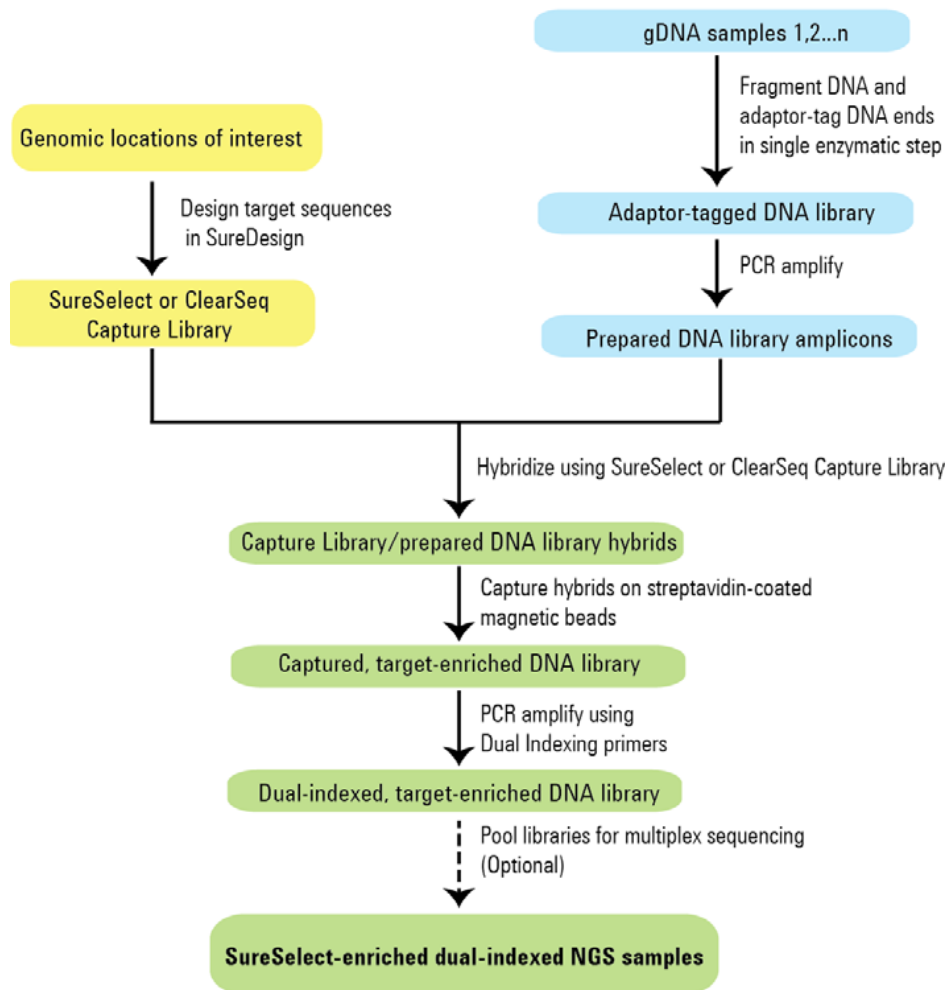 gDNA samples 1,2...n
Fragment DNA and
adaptor-tag DNA ends
in single enzymatic step
Genomic locations of interest
Design target sequences
in SureDesign
Adaptor-tagged DNA library
PCR amplify
SureSelect or ClearSeq
Capture Library
Prepared DNA library amplicons
Hybridize using SureSelect or ClearSeq Capture Library
Capture Library/prepared DNA library hybrids
Capture hybrids on streptavidin-coated
magnetic beads
Captured, target-enriched DNA library
PCR amplify using
Dual Indexing primers
Dual-indexed, target-enriched DNA library
Pool libraries for multiplex sequencing
(Optional)
SureSelect-enriched dual-indexed NGS samples